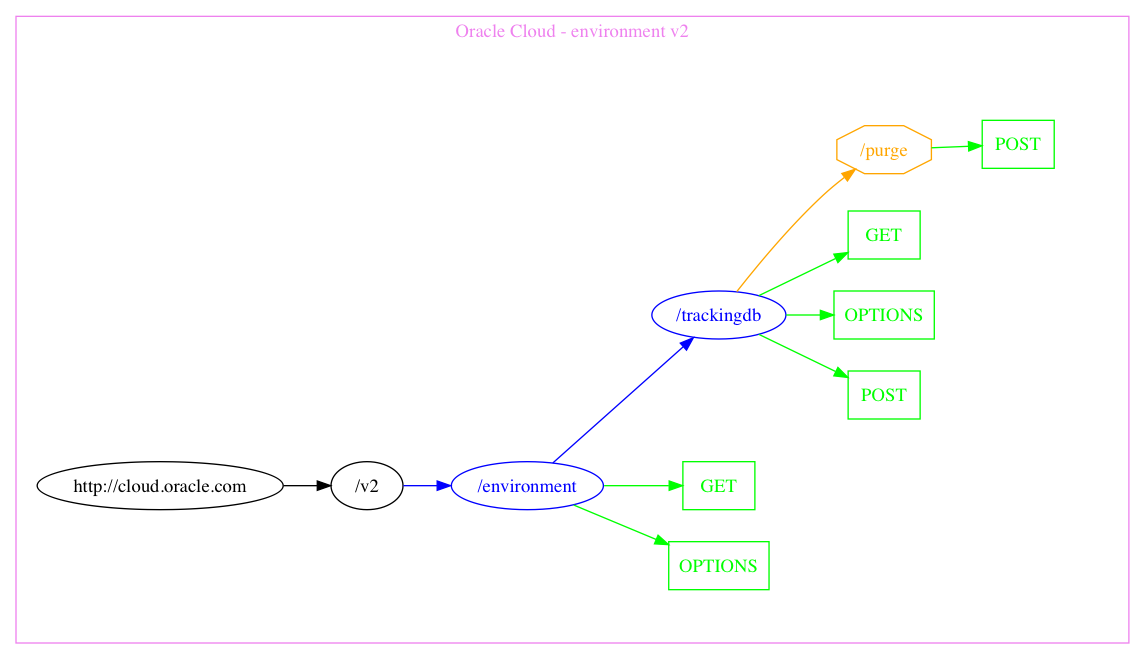 Oracle Cloud - environment v2
/purge
POST
GET
/trackingdb
OPTIONS
POST
http://cloud.oracle.com
/v2
/environment
GET
OPTIONS